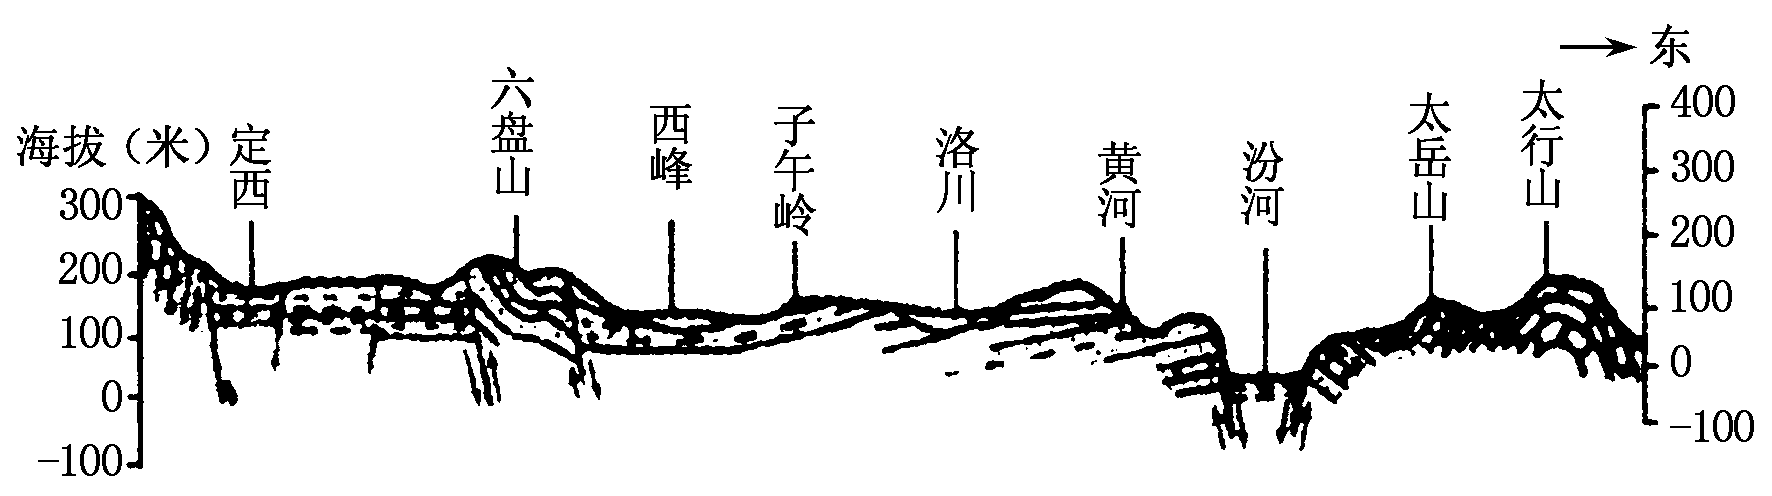 东
海拔（米）
定西
六盘山
西峰
子午岭
洛川
黄河
汾河
太岳山
太行山
300
200
100
0
-100
400
300
200
100
0
-100